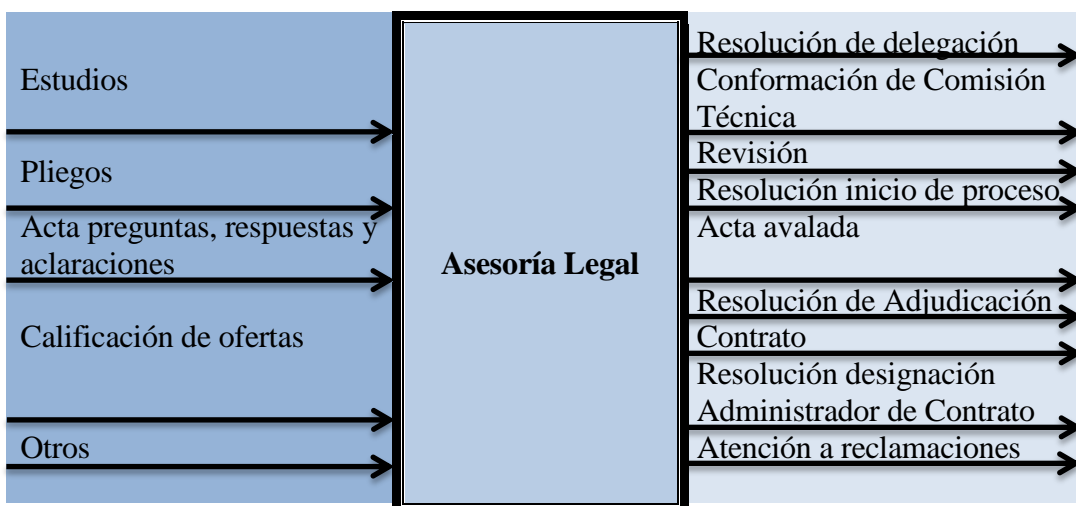 Estudios
Pliegos
Acta preguntas, respuestas y
aclaraciones
Calificación de ofertas
Otros
Asesoría Legal
Resolución de delegación
Conformación de Comisión
Técnica
Revisión
Resolución inicio de proceso
Acta avalada
Resolución de Adjudicación
Contrato
Resolución designación
Administrador de Contrato
Atención a reclamaciones